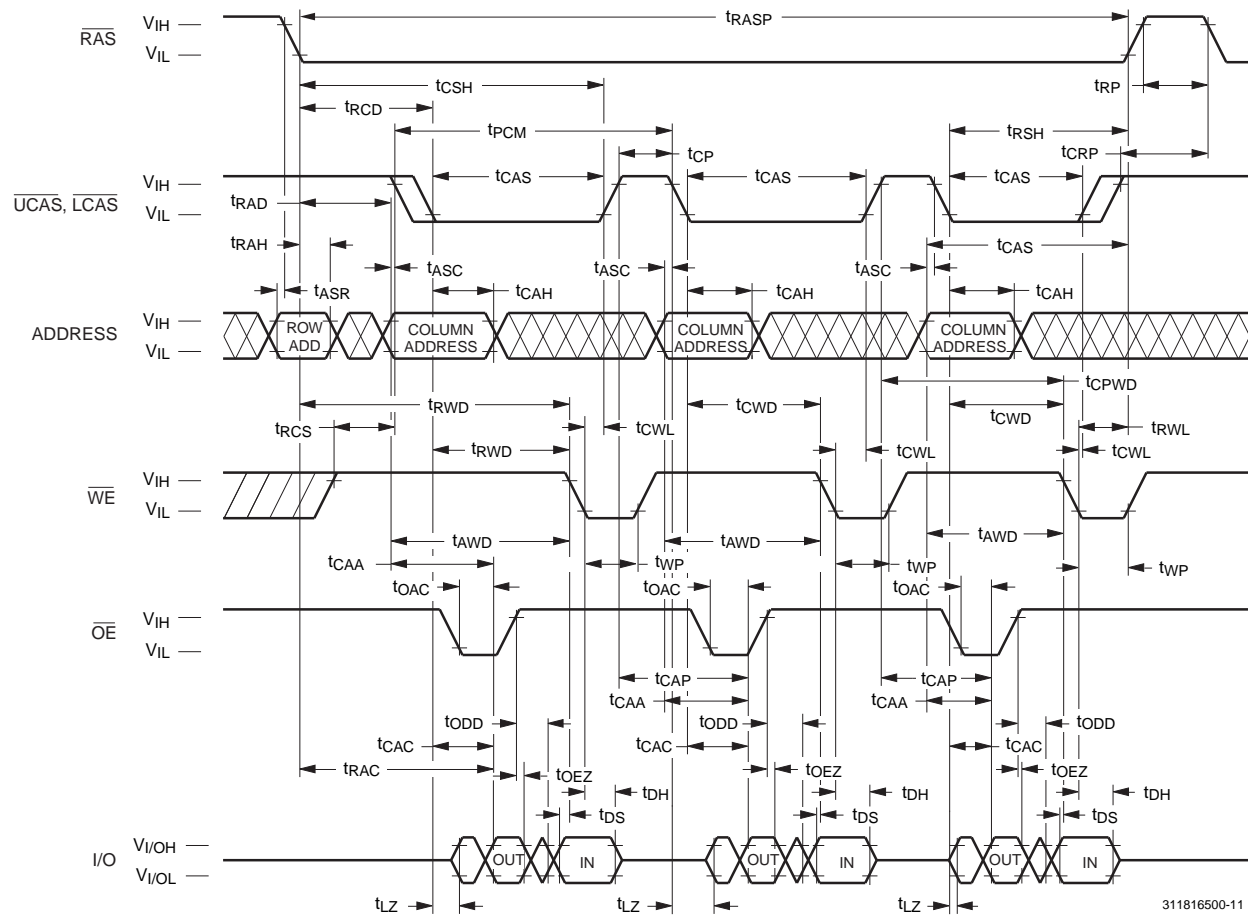 tRASP
RAS
VIH
VIL
tCSH
tRP
tRCD
tPCM
tRSH
tCP
tCRP
tCAS
tCAS
tCAS
UCAS, LCAS
VIH
VIL
tRAD
tCAS
tRAH
tASC
tASC
tASC
tASR
tCAH
tCAH
tCAH
ADDRESS
VIH
VIL
ROW ADD
COLUMN ADDRESS
COLUMN ADDRESS
COLUMN ADDRESS
tCPWD
tRWD
tCWD
tCWD
tRCS
tCWL
tRWL
tRWD
tCWL
tCWL
WE
VIH
VIL
tAWD
tAWD
tAWD
tCAA
tWP
tWP
tWP
tOAC
tOAC
tOAC
OE
VIH
VIL
tCAP
tCAP
tCAA
tCAA
tODD
tODD
tODD
tCAC
tCAC
tCAC
tRAC
tOEZ
tOEZ
tOEZ
tDH
tDH
tDH
tDS
tDS
tDS
I/O
VI/OH
VI/OL
OUT
IN
OUT
IN
OUT
IN
tLZ
tLZ
tLZ
311816500-11